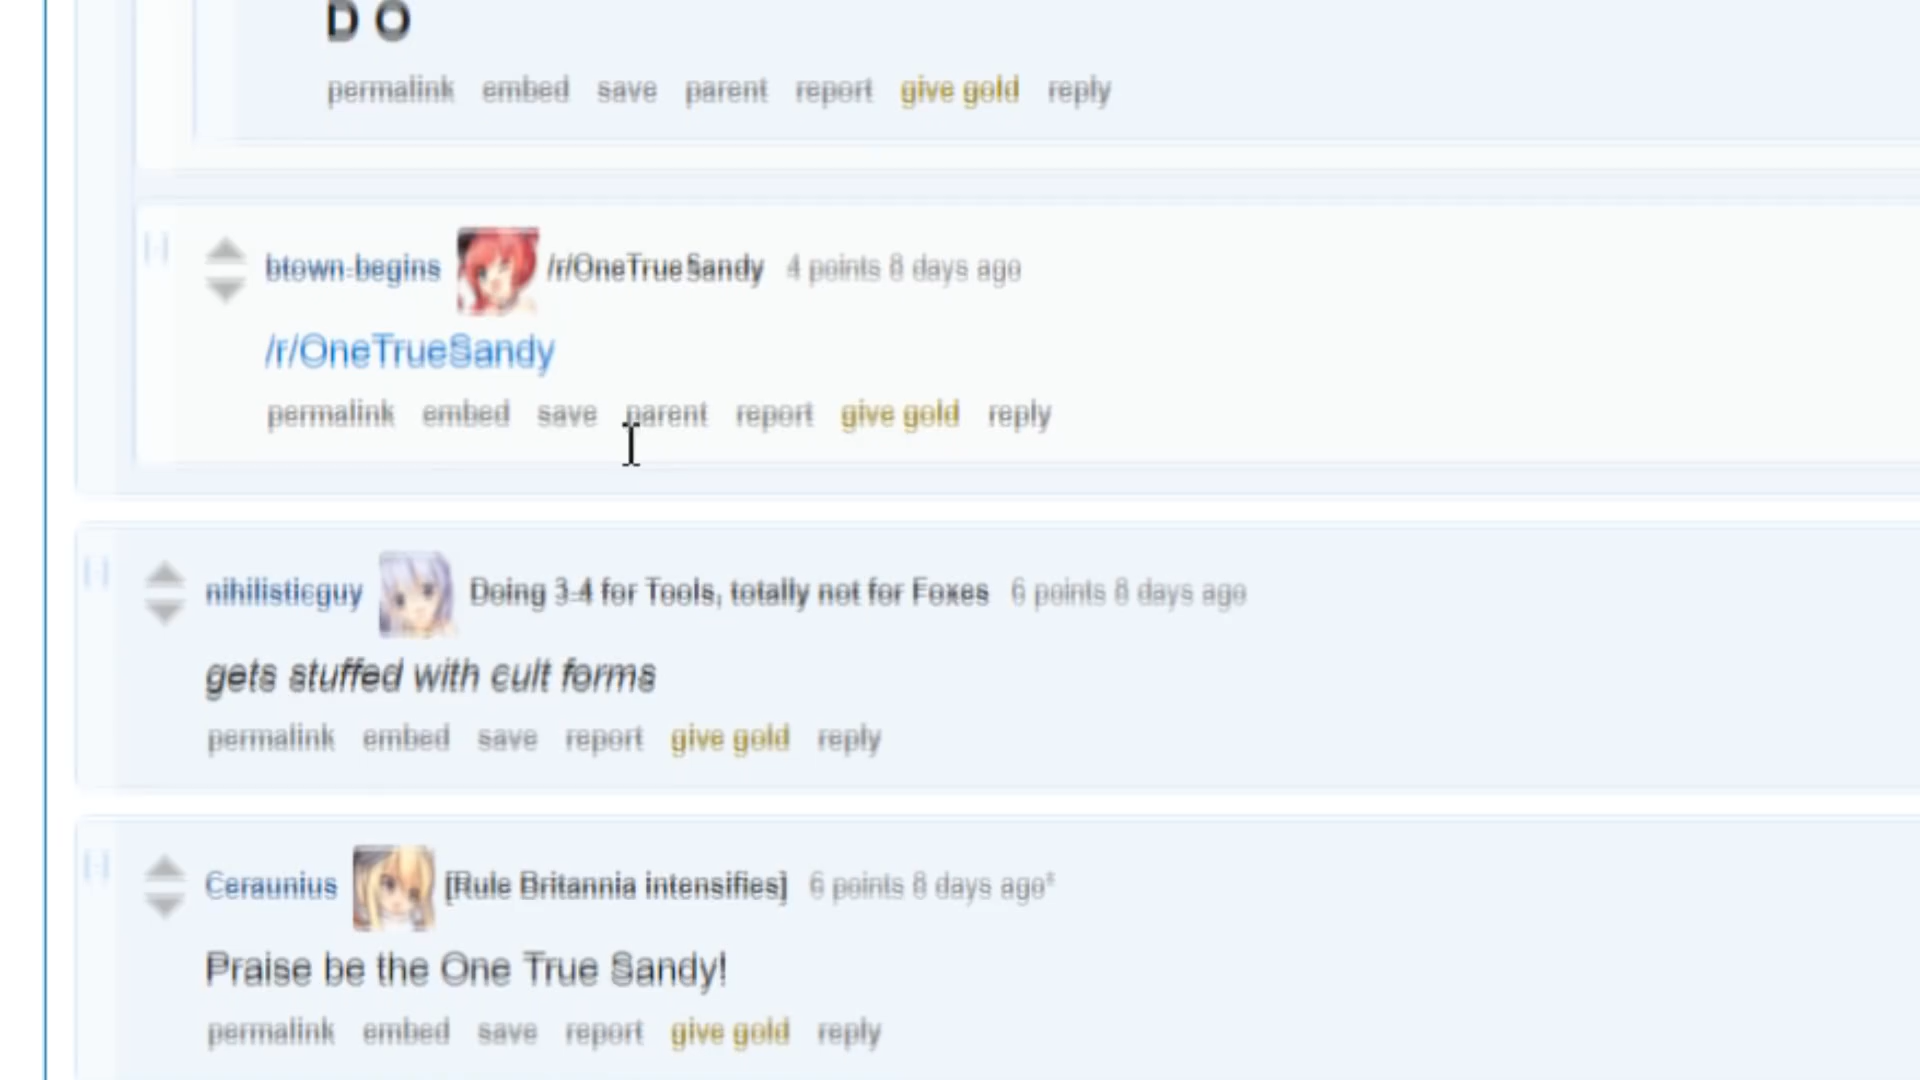 D O
permalink embed save parent report give gold reply
[-] btown-begins /r/OneTrueSandy 4 points 8 days ago
/r/OneTrueSandy
permalink embed save parent report give gold reply
[-] nihilisticguy Doing 3-4 for Tools, totally not for Foxes 6 points 8 days ago
gets stuffed with cult forms
permalink embed save report give gold reply
[-] Ceraunius [Rule Britannia intensifies] 6 points 8 days ago*
Praise be the One True Sandy!
permalink embed save report give gold reply